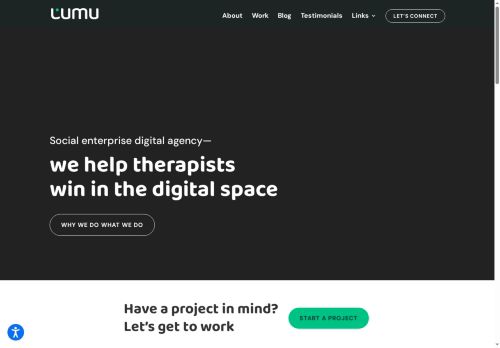 LUMU
About Work Blog Testimonials Links LET'S CONNECT
Social enterprise digital agency—
we help therapists
win in the digital space
WHY WE DO WHAT WE DO
Have a project in mind?
Let's get to work
START A PROJECT